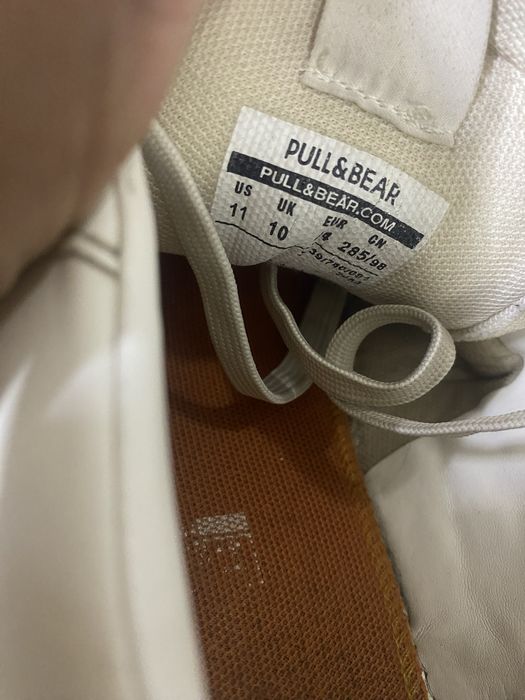 PULL&BEAR
PULL&BEAR.COM
US UK EUR CN
11 10 285/98